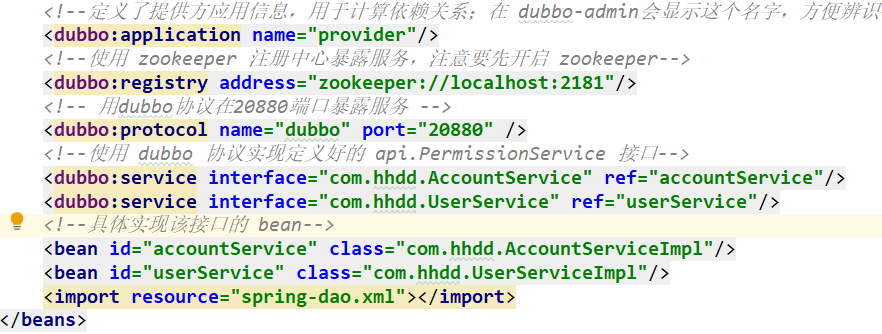 <!--定义了提供方应用信息，用于计算依赖关系；在 dubbo-admin会显示这个名字，方便辨识
<dubbo:application name="provider"/>
<!--使用 zookeeper 注册中心暴露服务，注意要先开启 zookeeper-->
<dubbo:registry address="zookeeper://localhost:2181"/>
<!-- 用dubbo协议在20880端口暴露服务 -->
<dubbo:protocol name="dubbo" port="20880" />
<!--使用 dubbo 协议实现定义好的 api.PermissionService 接口-->
<dubbo:service interface="com.hhdd.AccountService" ref="accountService"/>
<dubbo:service interface="com.hhdd.UserService" ref="userService"/>
<!--具体实现该接口的 bean-->
<bean id="accountService" class="com.hhdd.AccountServiceImpl"/>
<bean id="userService" class="com.hhdd.UserServiceImpl"/>
<import resource="spring-dao.xml"></import>
</beans>